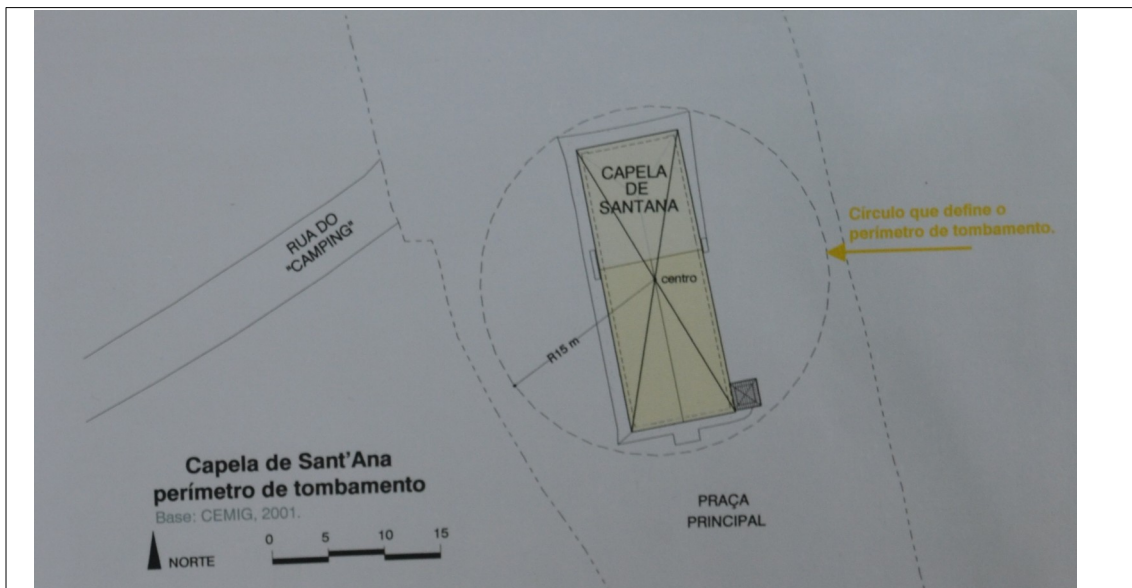 CAPELA
DE
SANTANA
Círculo que define o
perímetro de tombamento.
RUA DO
"CAMPING"
centro
R15 m
Capela de Sant'Ana
perímetro de tombamento
Base: CEMIG, 2001.
NORTE
0 5 10 15
PRAÇA
PRINCIPAL